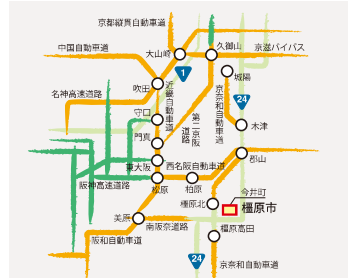 京都縦貫自動車道
中国自動車道
大山崎
久御山
京滋バイパス
1
城陽
吹田
名神高速道路
近畿自動車道
第二京阪
道路
京奈和自動車道
24
守口
木津
門真
東大阪
西名阪自動車道
郡山
阪神高速道路
松原
柏原
今井町
橿原北
橿原市
美原
南阪奈道路
橿原高田
阪和自動車道
24
京奈和自動車道